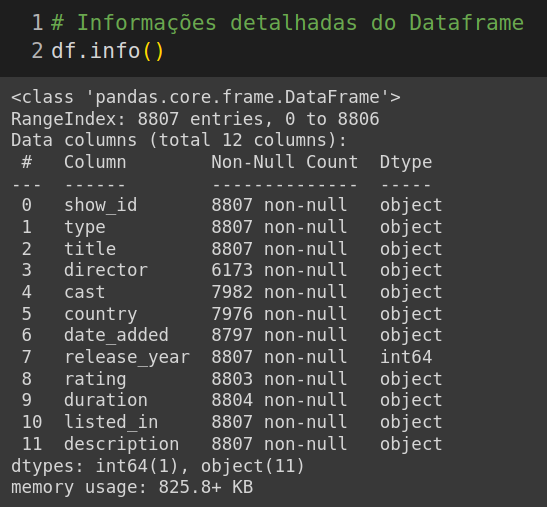 1 # Informações detalhadas do Dataframe
2 df.info()
<class 'pandas.core.frame.DataFrame'>
RangeIndex: 8807 entries, 0 to 8806
Data columns (total 12 columns):
 #   Column        Non-Null Count  Dtype
---  ------        --------------  -----
 0   show_id       8807 non-null   object
 1   type          8807 non-null   object
 2   title         8807 non-null   object
 3   director      6173 non-null   object
 4   cast          7982 non-null   object
 5   country       7976 non-null   object
 6   date_added    8797 non-null   object
 7   release_year  8807 non-null   int64
 8   rating        8803 non-null   object
 9   duration      8804 non-null   object
 10  listed_in     8807 non-null   object
 11  description   8807 non-null   object
dtypes: int64(1), object(11)
memory usage: 825.8+ KB